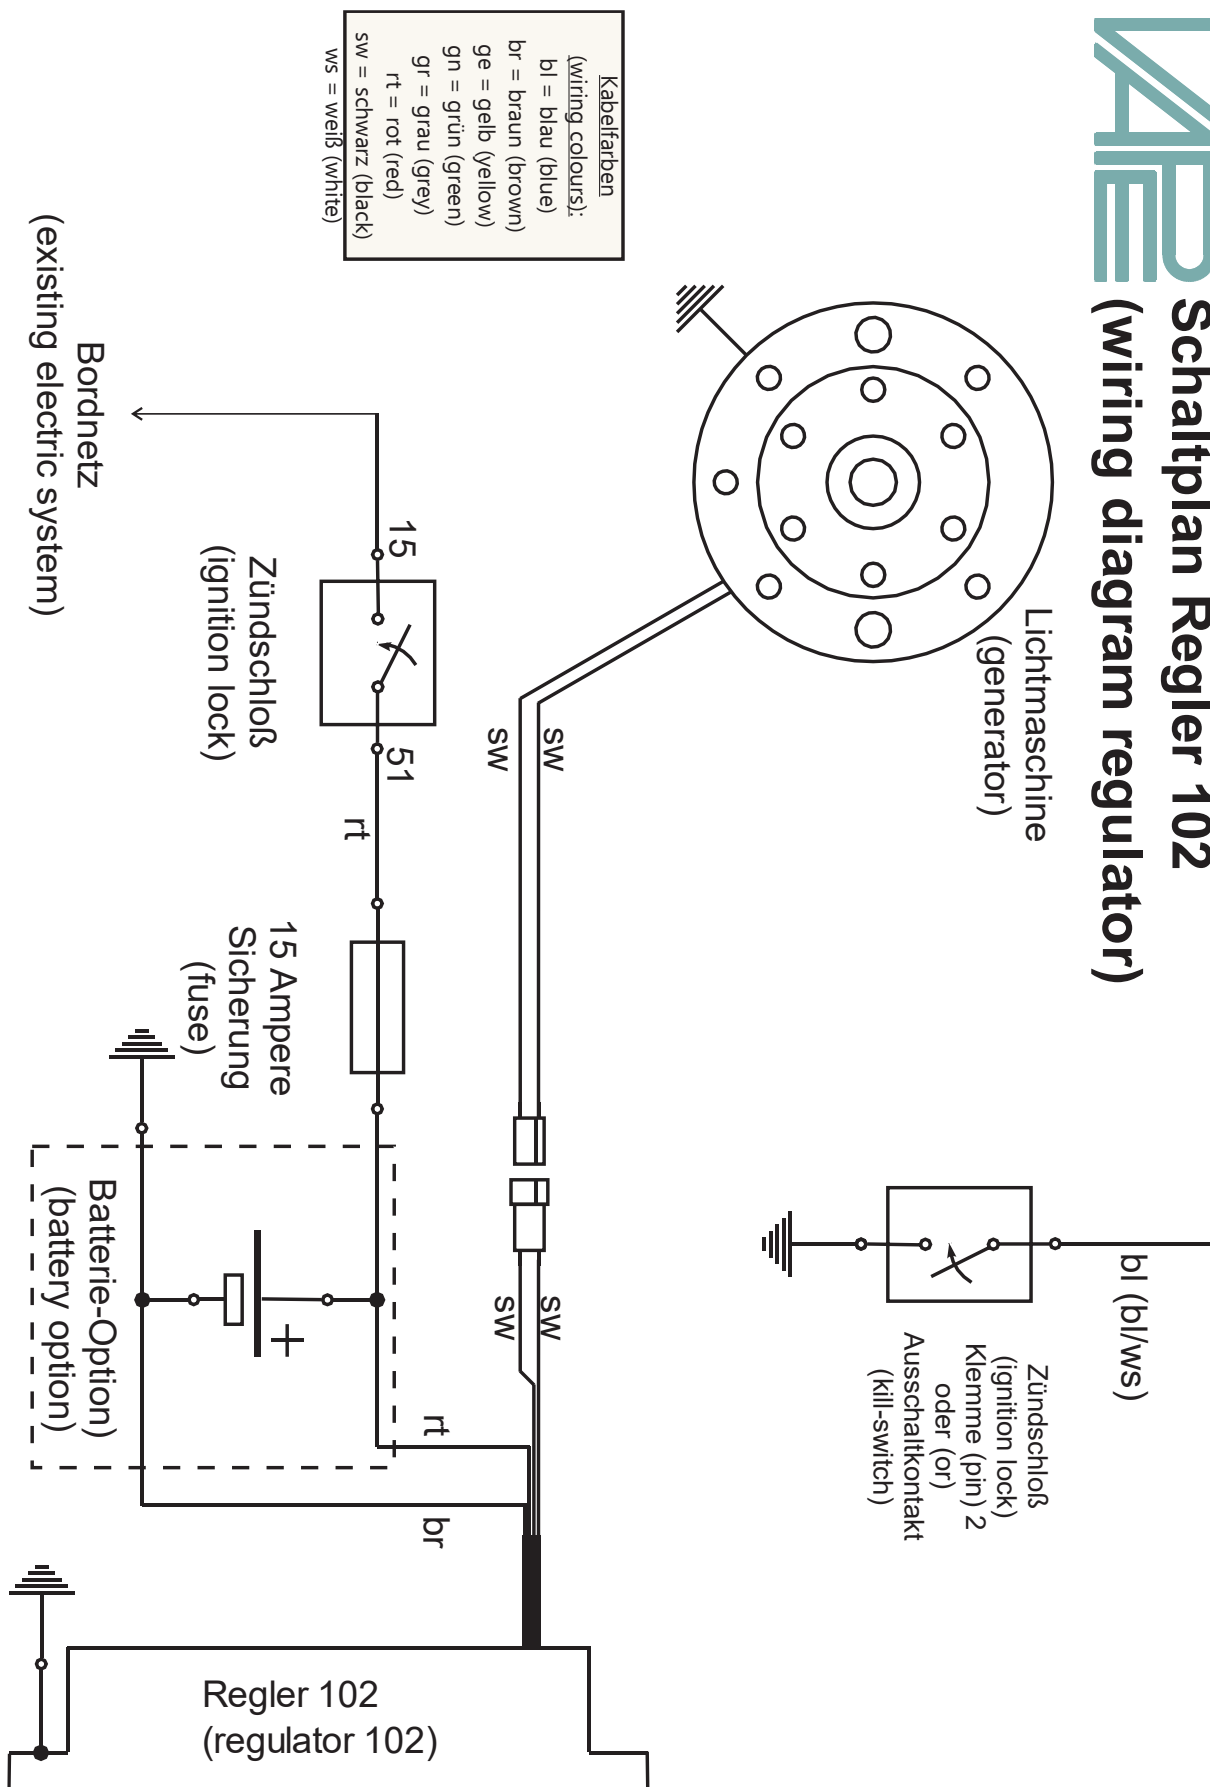 VAPE
Schaltplan Regler 102
(wiring diagram regulator)
Kabelfarben
(wiring colours):
bl = blau (blue)
br = braun (brown)
ge = gelb (yellow)
gn = grün (green)
gr = grau (grey)
rt = rot (red)
sw = schwarz (black)
ws = weiß (white)
Lichtmaschine
(generator)
bl (bl/ws)
Zündschloß
(ignition lock)
Klemme (pin) 2
oder (or)
Ausschaltkontakt
(kill-switch)
sw
sw
sw
sw
Bordnetz
(existing electric system)
15
Zündschloß
(ignition lock)
51
rt
15 Ampere
Sicherung
(fuse)
+
Batterie-Option)
(battery option)
rt
br
Regler 102
(regulator 102)